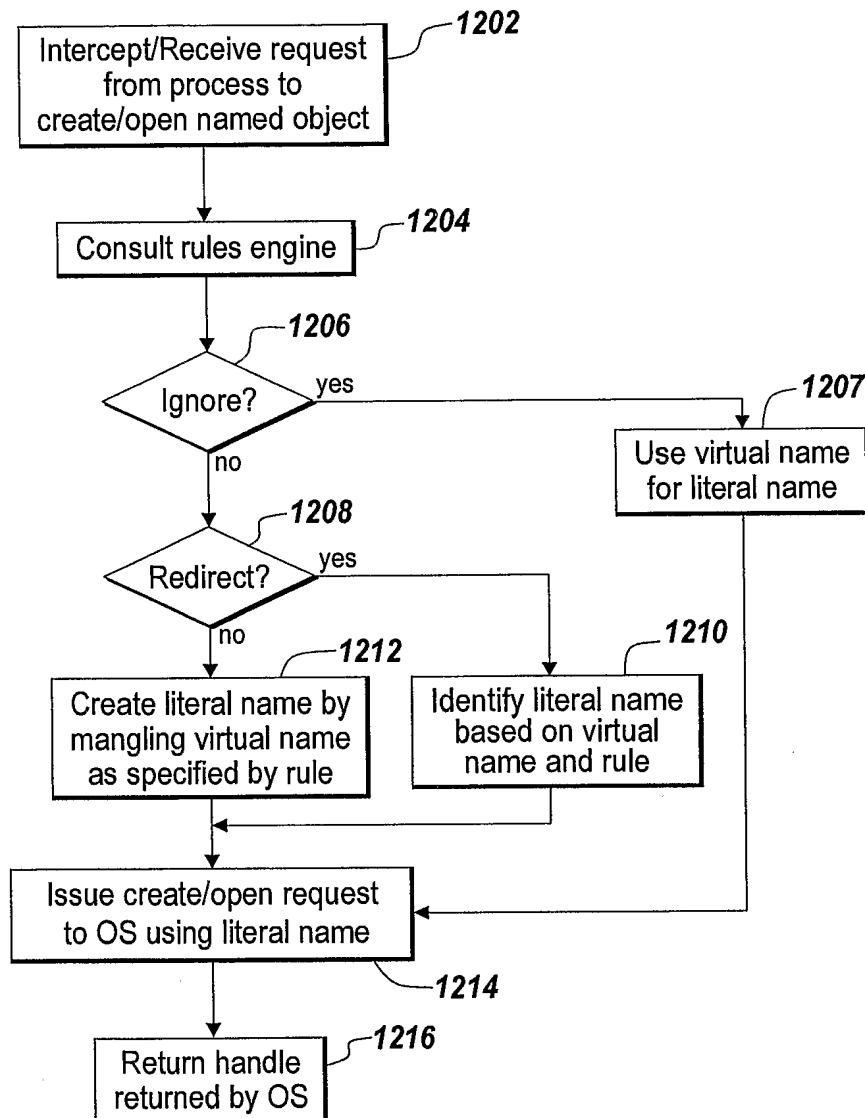 1202
Intercept/Receive request
from process to
create/open named object
1204
Consult rules engine
1206
Ignore?
yes
no
1207
Use virtual name
for literal name
1208
Redirect?
yes
no
1212
Create literal name by
mangling virtual name
as specified by rule
1210
Identify literal name
based on virtual
name and rule
Issue create/open request
to OS using literal name
1214
1216
Return handle
returned by OS